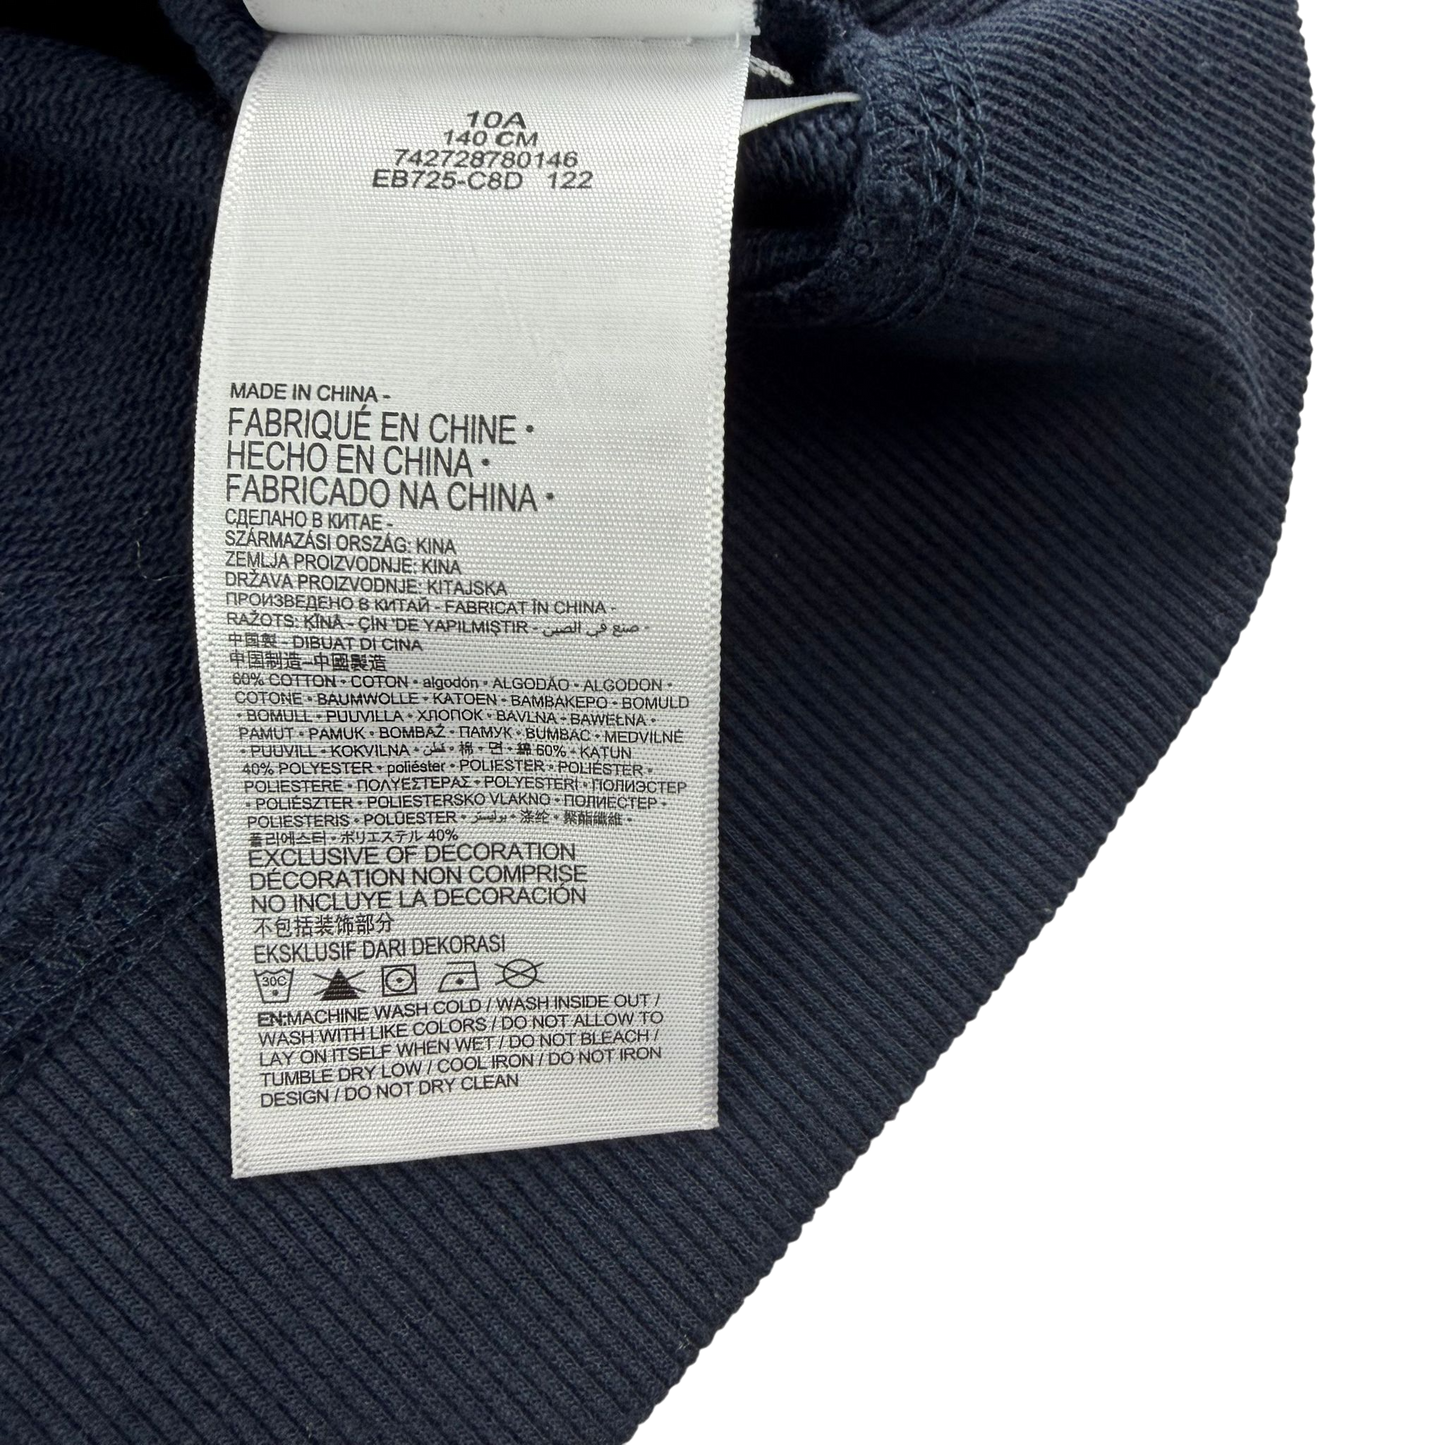 10A
140 CM
742728780146
EB725-C8D 122
MADE IN CHINA -
FABRIQUÉ EN CHINE •
HECHO EN CHINA •
FABRICADO NA CHINA •
СДЕЛАНО В КИТАЕ -
SZÁRMAZÁSI ORSZÁG: KINA
ZEMLJA PROIZVODNJE: KINA
DRŽAVA PROIZVODNJE: KITAJSKA
ПРОИЗВЕДЕНО В КИТАЙ - FABRICAT ÎN CHINA -
RAŽOTS: ĶĪNĀ - ÇİN 'DE YAPILMIŞTIR - صنع في الصين -
中国製 - DIBUAT DI CINA
中国制造–中國製造
60% COTTON • COTON • algodón • ALGODÃO • ALGODON •
COTONE • BAUMWOLLE • KATOEN • ΒΑΜΒΑΚΕΡΟ • BOMULD
• BOMULL • PUUVILLA • ХЛОПОК • BAVLNA • BAWEŁNA •
PAMUT • PAMUK • BOMBAŽ • ПАМУК • BUMBAC • MEDVILNĖ
• PUUVILL • KOKVILNA • قطن • 棉 • 면 • 綿 60% • KATUN
40% POLYESTER • poliéster • POLIESTER • POLIÉSTER •
POLIESTERE • ΠΟΛΥΕΣΤΕΡΑΣ • POLYESTERI • ПОЛИЭСТЕР
• POLIÉSZTER • POLIESTERSKO VLAKNO • ПОЛИЕСТЕР •
POLIESTERIS • POLÜESTER • بوليستر • 涤纶 • 聚酯纖維 •
폴리에스터 • ポリエステル 40%
EXCLUSIVE OF DECORATION
DÉCORATION NON COMPRISE
NO INCLUYE LA DECORACIÓN
不包括装饰部分
EKSKLUSIF DARI DEKORASI
30C
EN:MACHINE WASH COLD / WASH INSIDE OUT /
WASH WITH LIKE COLORS / DO NOT ALLOW TO
LAY ON ITSELF WHEN WET / DO NOT BLEACH /
TUMBLE DRY LOW / COOL IRON / DO NOT IRON
DESIGN / DO NOT DRY CLEAN